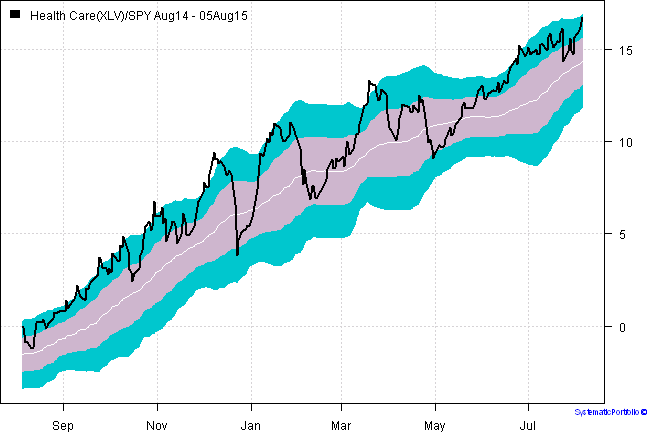 Health Care(XLV)/SPY Aug14 - 05Aug15
15
10
5
0
Sep Nov Jan Mar May Jul
SystematicPortfolio ©